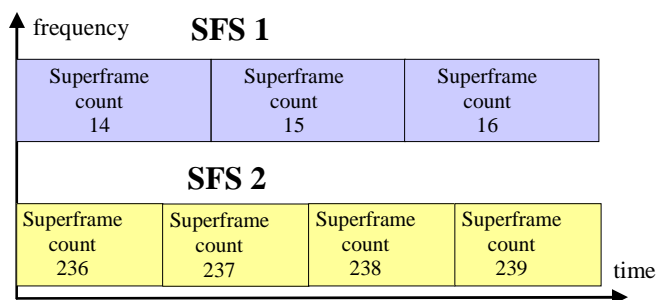 frequency
SFS 1
Superframe
count
14
Superframe
count
15
Superframe
count
16
SFS 2
Superframe
count
236
Superframe
count
237
Superframe
count
238
Superframe
count
239
time